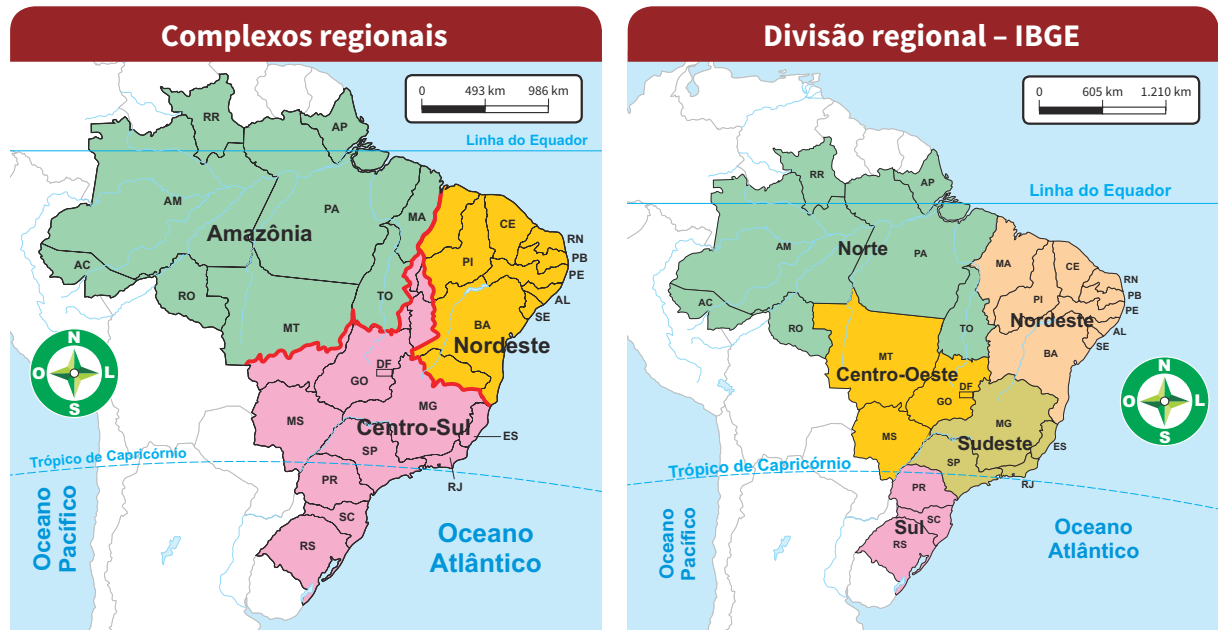 Complexos regionais
0 493 km 986 km
Linha do Equador
RR
AP
AM
PA
MA
CE
Amazônia
RN
PB
PI
PE
AC
AL
RO
TO
SE
MT
BA
Nordeste
N
O L
S
DF
GO
MG
MS
Centro-Sul
ES
SP
Trópico de Capricórnio
RJ
PR
SC
RS
Oceano
Pacífico
Oceano
Atlântico
Divisão regional – IBGE
0 605 km 1.210 km
Linha do Equador
RR
AP
AM
Norte
PA
MA
CE
RN
PB
PI
PE
AC
Nordeste
AL
RO
TO
SE
MT
BA
Centro-Oeste
DF
GO
N
O L
S
MG
MS
Sudeste
ES
SP
Trópico de Capricórnio
RJ
PR
SC
Sul
RS
Oceano
Pacífico
Oceano
Atlântico